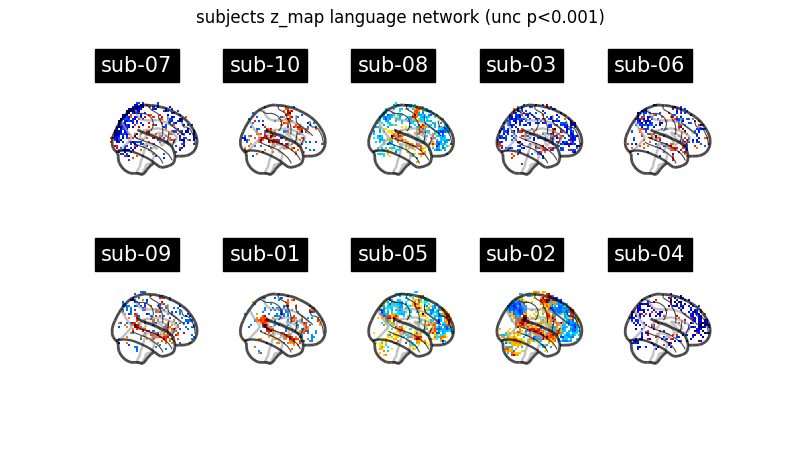 subjects z_map language network (unc p<0.001)
sub-07
sub-10
sub-08
sub-03
sub-06
sub-09
sub-01
sub-05
sub-02
sub-04